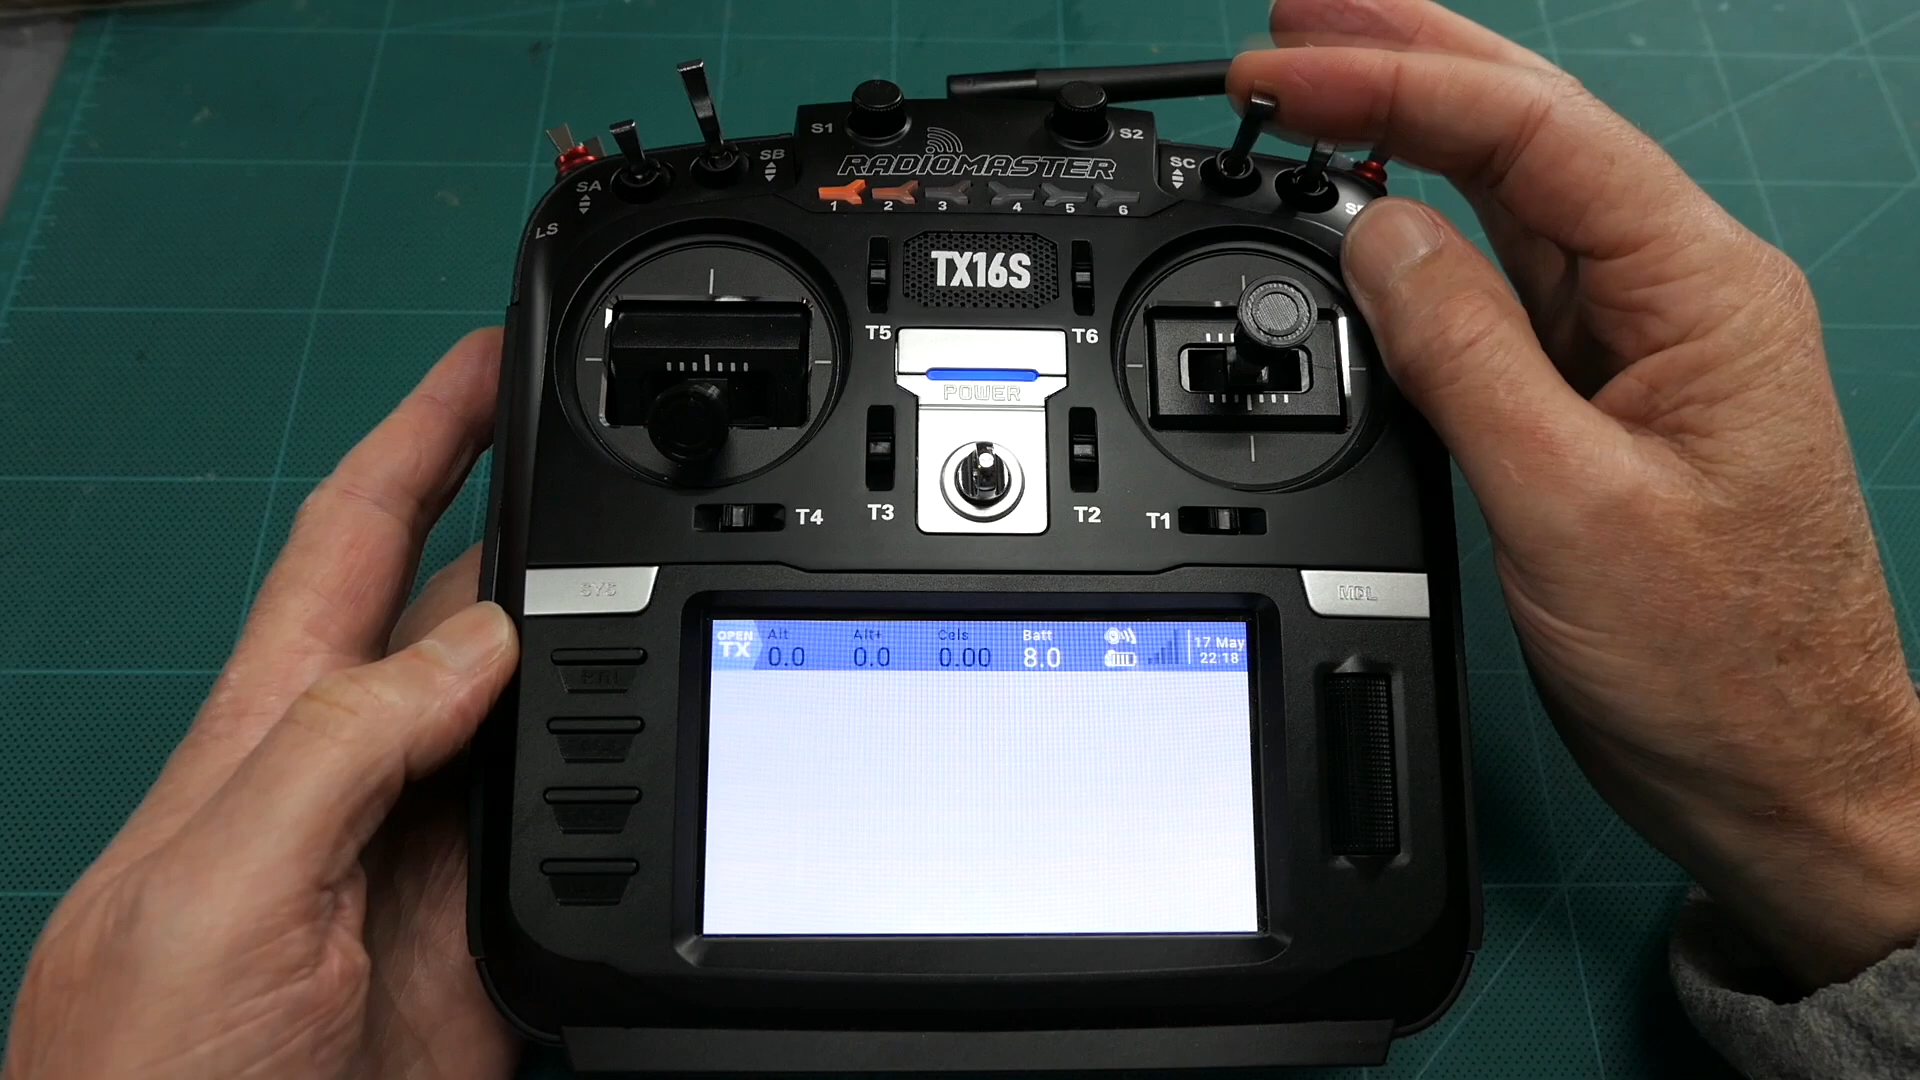 S1
S2
RADIOMASTER
SB
SC
SA
1 2 3 4 5 6
LS
TX16S
T5
T6
POWER
T3
T2
T4
T1
SYS
MDL
OPEN TX
Alt 0.0
Alt+ 0.0
Cels 0.00
Batt 8.0
17 May
22:18
RTN